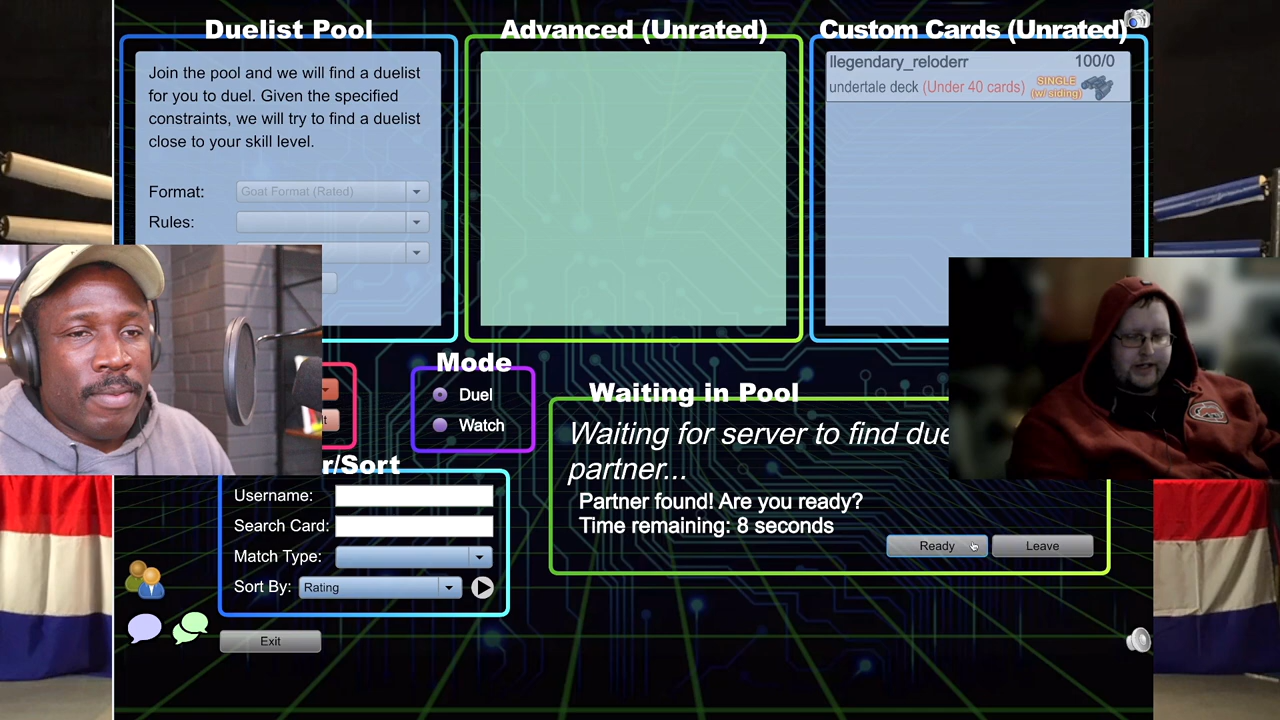 Duelist Pool
Join the pool and we will find a duelist
for you to duel. Given the specified
constraints, we will try to find a duelist
close to your skill level.
Format:
Goat Format (Rated)
Rules:
Advanced (Unrated)
Custom Cards (Unrated)
llegendary_reloderr
100/0
undertale deck (Under 40 cards)
SINGLE
(w/ siding)
Mode
Duel
Watch
Waiting in Pool
Waiting for server to find due
partner...
Partner found! Are you ready?
Time remaining: 8 seconds
Ready
Leave
r/Sort
Username:
Search Card:
Match Type:
Sort By:
Rating
Exit